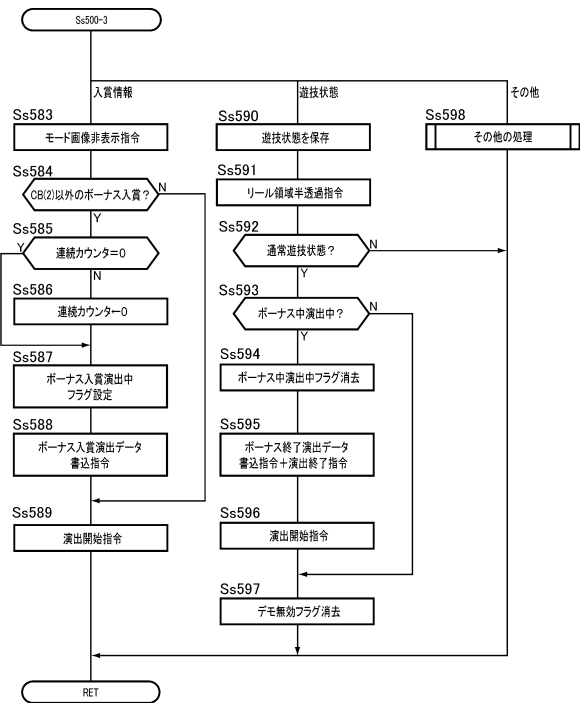 Ss500-3
入賞情報
遊技状態
その他
Ss583
モード画像非表示指令
Ss584
CB(2)以外のボーナス入賞?
N
Y
Ss585
Y
連続カウンタ=0
N
Ss586
連続カウンタ←0
Ss587
ボーナス入賞演出中
フラグ設定
Ss588
ボーナス入賞演出データ
書込指令
Ss589
演出開始指令
Ss590
遊技状態を保存
Ss591
リール領域半透過指令
Ss592
通常遊技状態?
N
Y
Ss593
ボーナス中演出中?
N
Y
Ss594
ボーナス中演出中フラグ消去
Ss595
ボーナス終了演出データ
書込指令+演出終了指令
Ss596
演出開始指令
Ss597
デモ無効フラグ消去
Ss598
その他の処理
RET